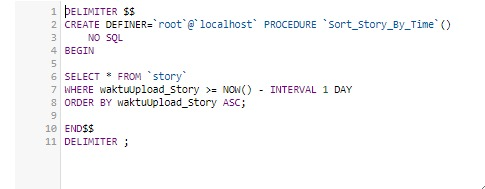 1 DELIMITER $$
2 CREATE DEFINER=`root`@`localhost` PROCEDURE `Sort_Story_By_Time`()
3 NO SQL
4 BEGIN
5
6 SELECT * FROM `story`
7 WHERE waktuUpload_Story >= NOW() - INTERVAL 1 DAY
8 ORDER BY waktuUpload_Story ASC;
9
10 END$$
11 DELIMITER ;